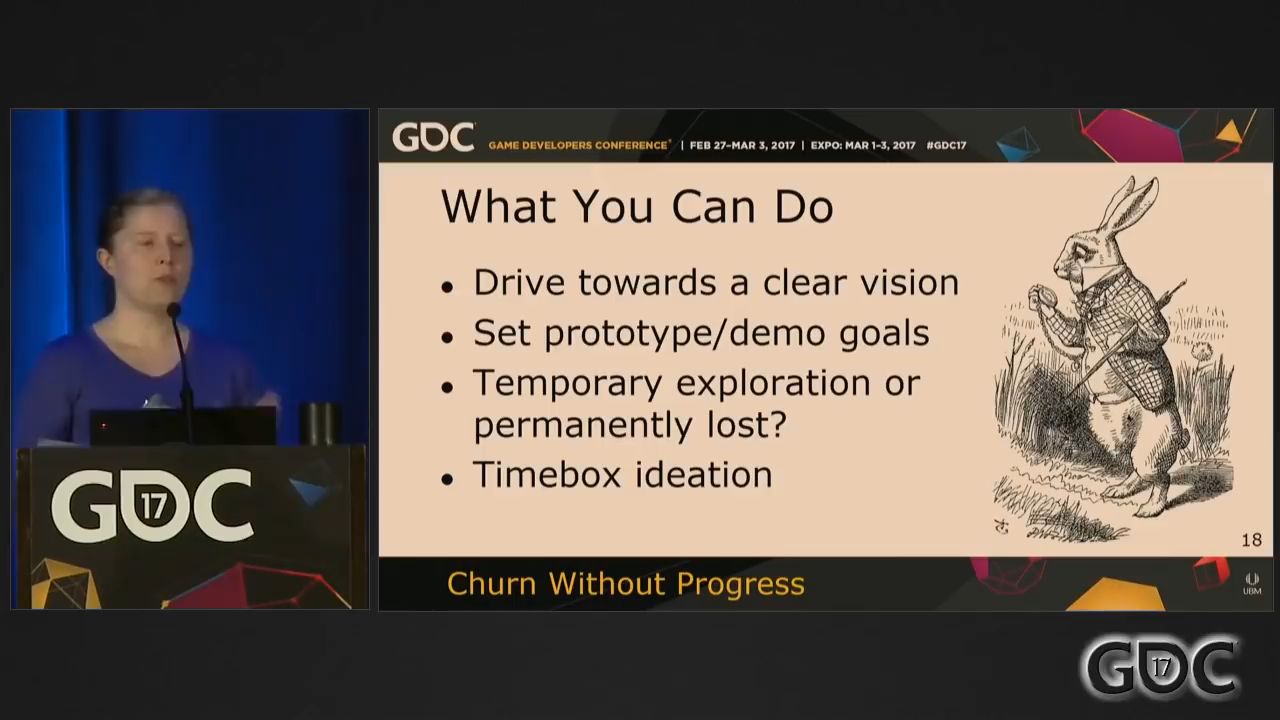 GDC
GAME DEVELOPERS CONFERENCE® | FEB 27–MAR 3, 2017 | EXPO: MAR 1–3, 2017 #GDC17
What You Can Do
• Drive towards a clear vision
• Set prototype/demo goals
• Temporary exploration or
permanently lost?
• Timebox ideation
18
Churn Without Progress
UBM
GDC
17
GDC
17